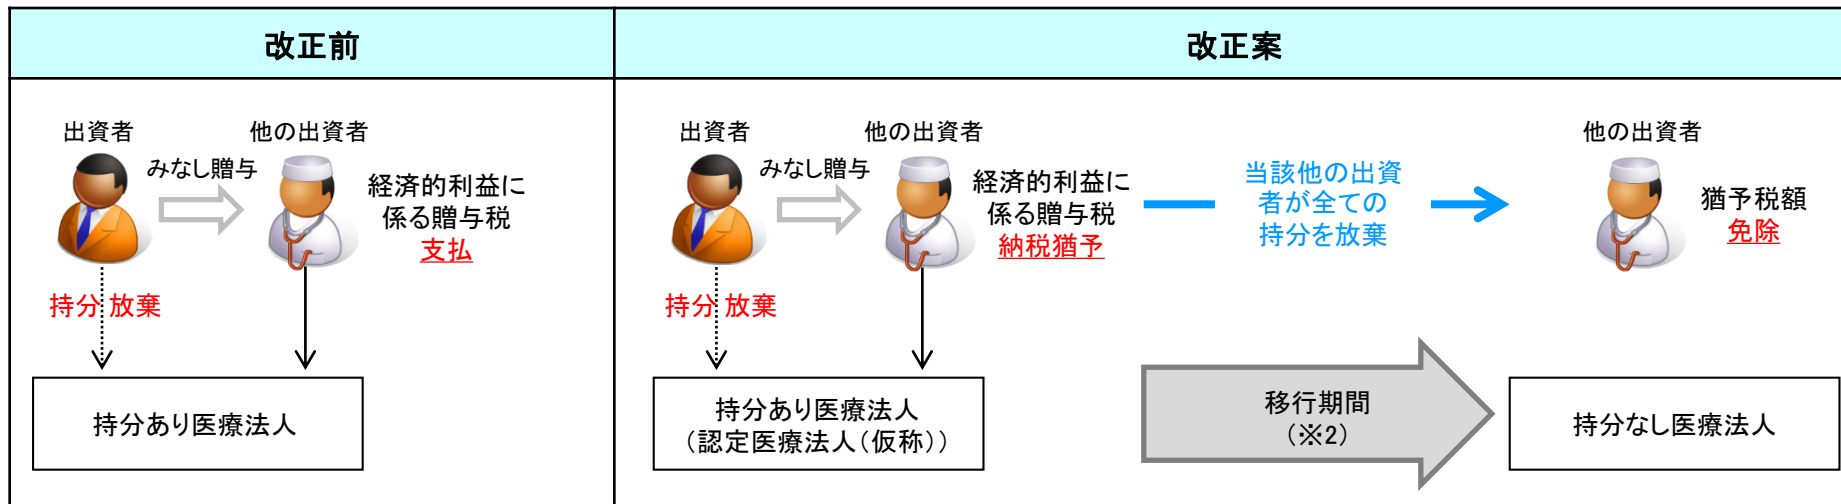 改正前
改正案
出資者
他の出資者
みなし贈与
経済的利益に
係る贈与税
支払
持分 放棄
持分あり医療法人
出資者
他の出資者
みなし贈与
経済的利益に
係る贈与税
納税猶予
持分 放棄
持分あり医療法人
（認定医療法人（仮称））
当該他の出資
者が全ての
持分を放棄
移行期間
（※2）
他の出資者
猶予税額
免除
持分なし医療法人